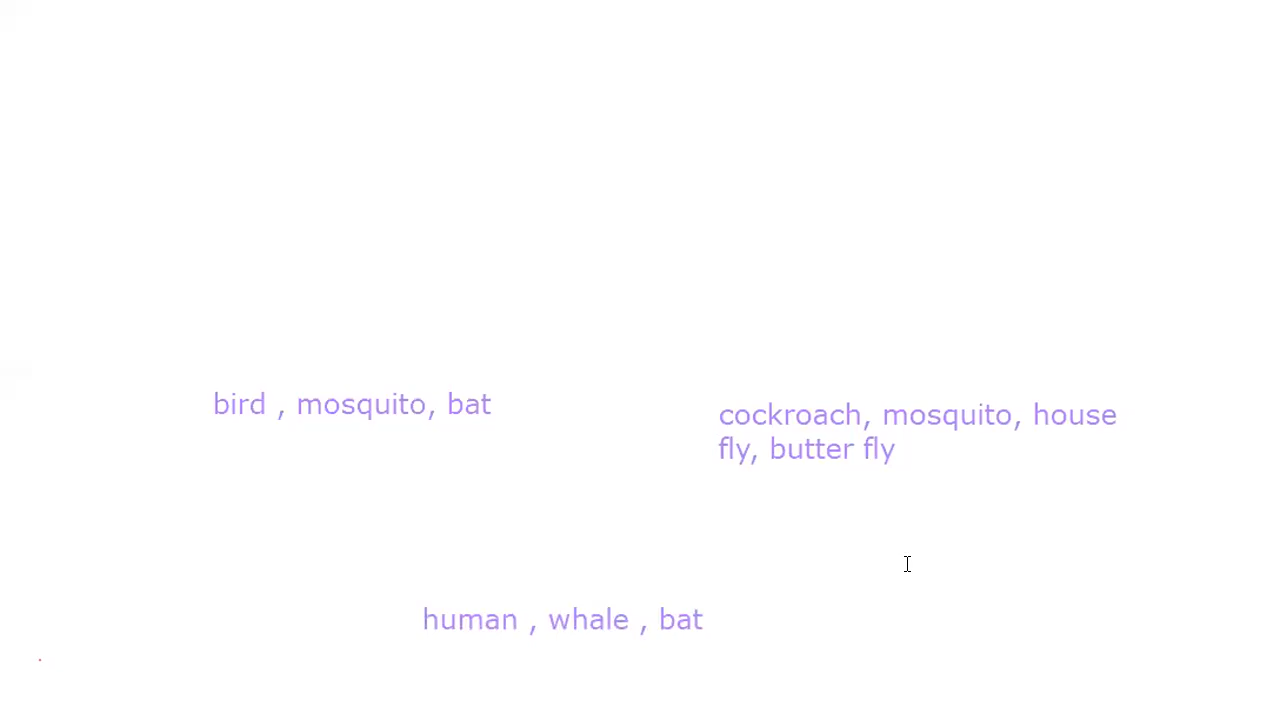 bird , mosquito, bat
cockroach, mosquito, house
fly, butter fly
human , whale , bat